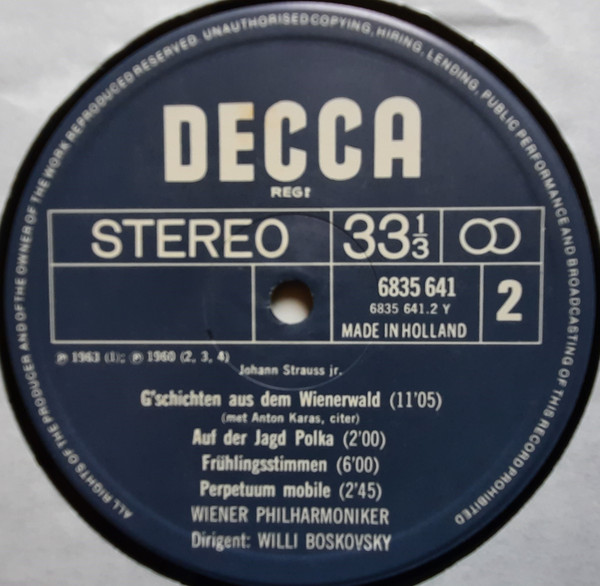 ALL RIGHTS OF THE PRODUCER AND OF THE OWNER OF THE WORK REPRODUCED RESERVED. UNAUTHORISED COPYING, HIRING, LENDING, PUBLIC PERFORMANCE AND BROADCASTING OF THIS RECORD PROHIBITED
DECCA
REGD
STEREO
33 1/3
6835 641
6835 641.2 Y
MADE IN HOLLAND
2
℗ 1963 (1); ℗ 1960 (2, 3, 4)
Johann Strauss jr.
G'schichten aus dem Wienerwald (11'05)
(met Anton Karas, citer)
Auf der Jagd Polka (2'00)
Frühlingsstimmen (6'00)
Perpetuum mobile (2'45)
WIENER PHILHARMONIKER
Dirigent: WILLI BOSKOVSKY